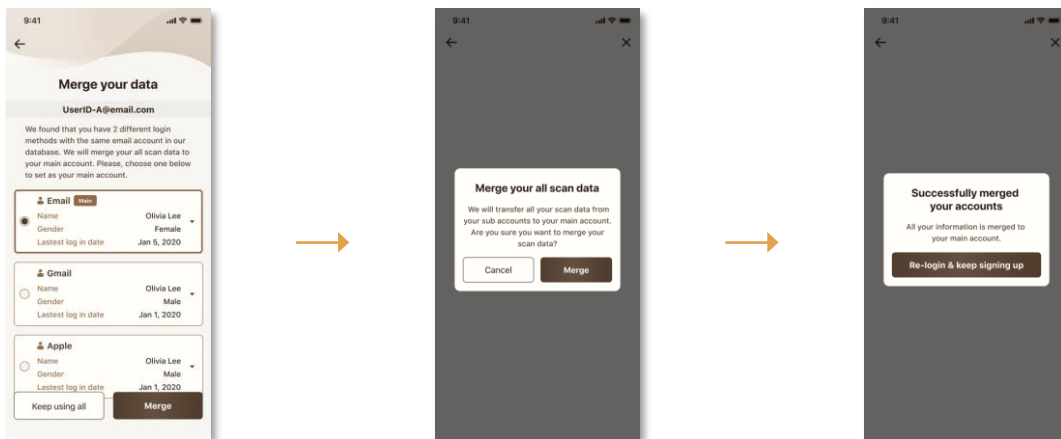 9:41
Merge your data
UserID-A@email.com
We found that you have 2 different login
methods with the same email account in our
database. We will merge your all scan data to
your main account. Please, choose one below
to set as your main account.
Email Main
Name Olivia Lee
Gender Female
Lastest log in date Jan 5, 2020
Gmail
Name Olivia Lee
Gender Male
Lastest log in date Jan 1, 2020
Apple
Name Olivia Lee
Gender Male
Lastest log in date Jan 1, 2020
Keep using all Merge
9:41
Merge your all scan data
We will transfer all your scan data from
your sub accounts to your main account.
Are you sure you want to merge your
scan data?
Cancel Merge
9:41
Successfully merged
your accounts
All your information is merged to
your main account.
Re-login & keep signing up